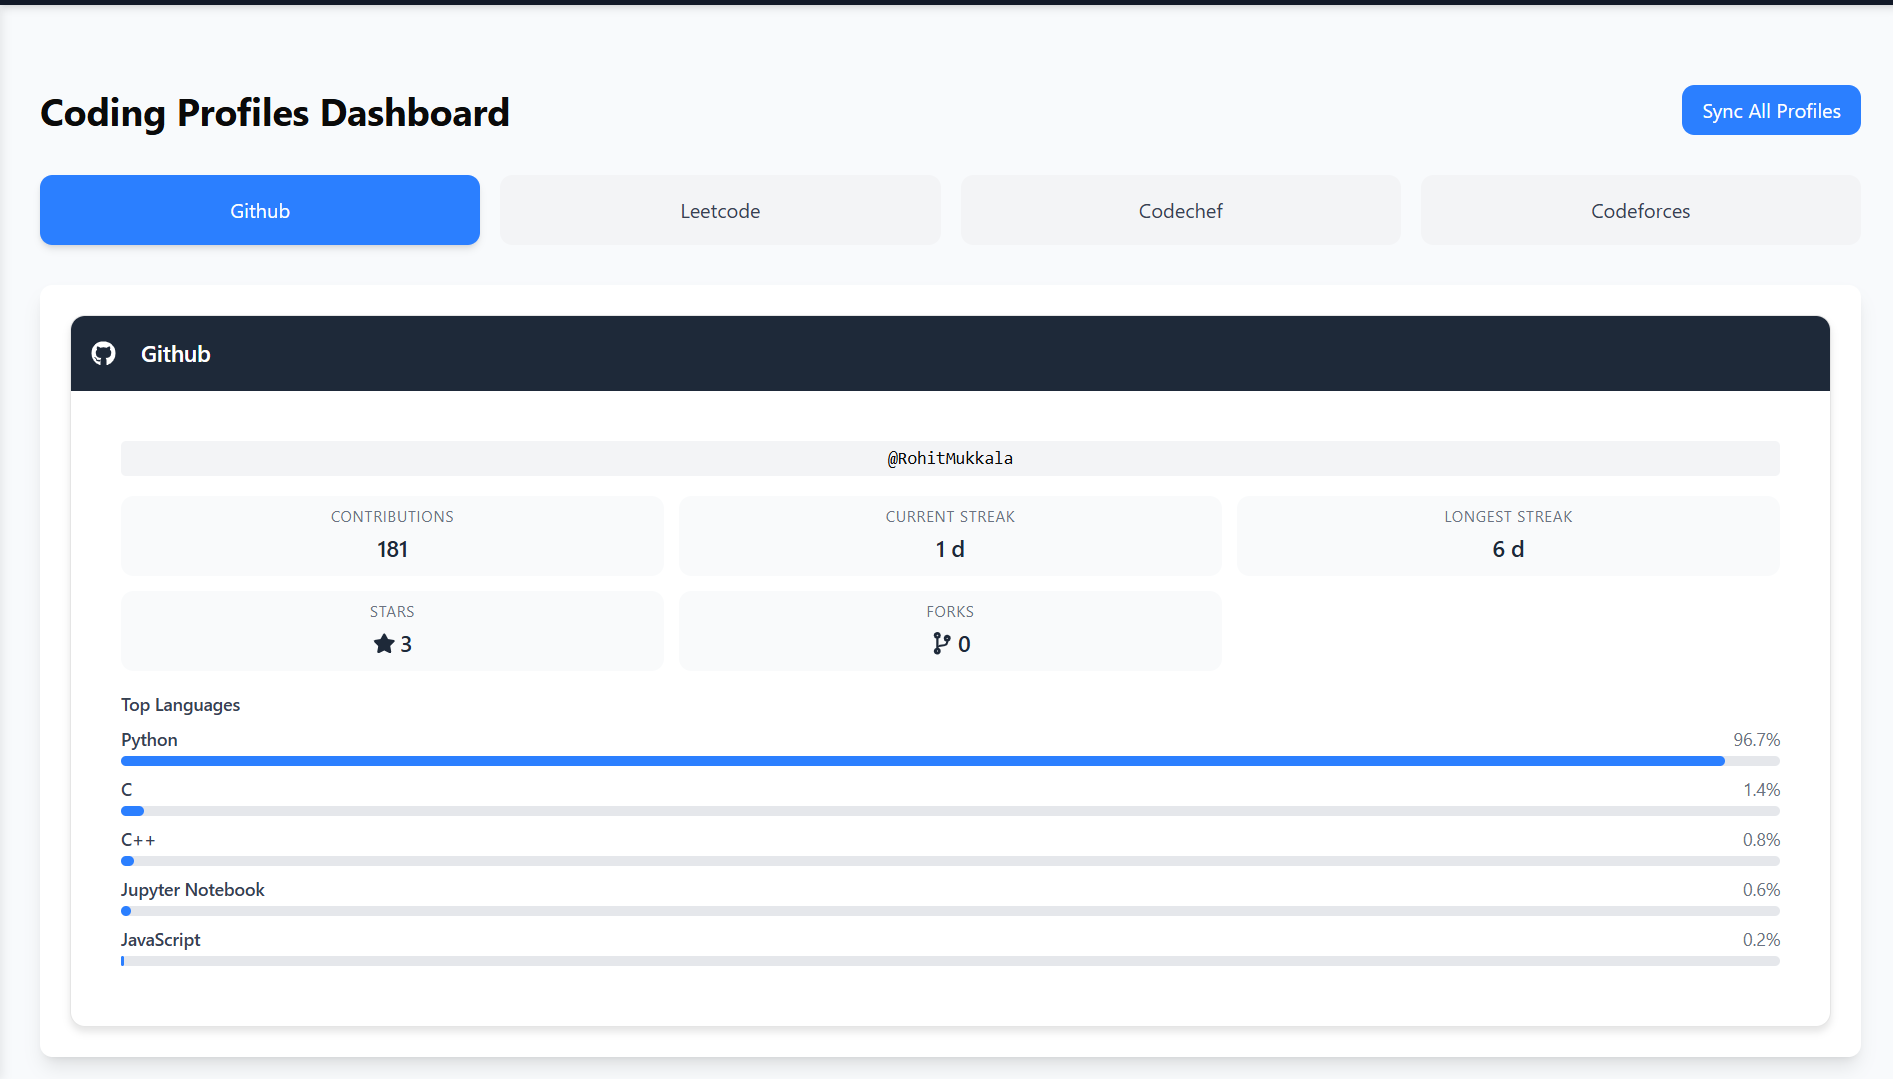 Coding Profiles Dashboard
Sync All Profiles
Github
Leetcode
Codechef
Codeforces
Github
@RohitMukkala
CONTRIBUTIONS
181
CURRENT STREAK
1 d
LONGEST STREAK
6 d
STARS
3
FORKS
0
Top Languages
Python 96.7%
C 1.4%
C++ 0.8%
Jupyter Notebook 0.6%
JavaScript 0.2%